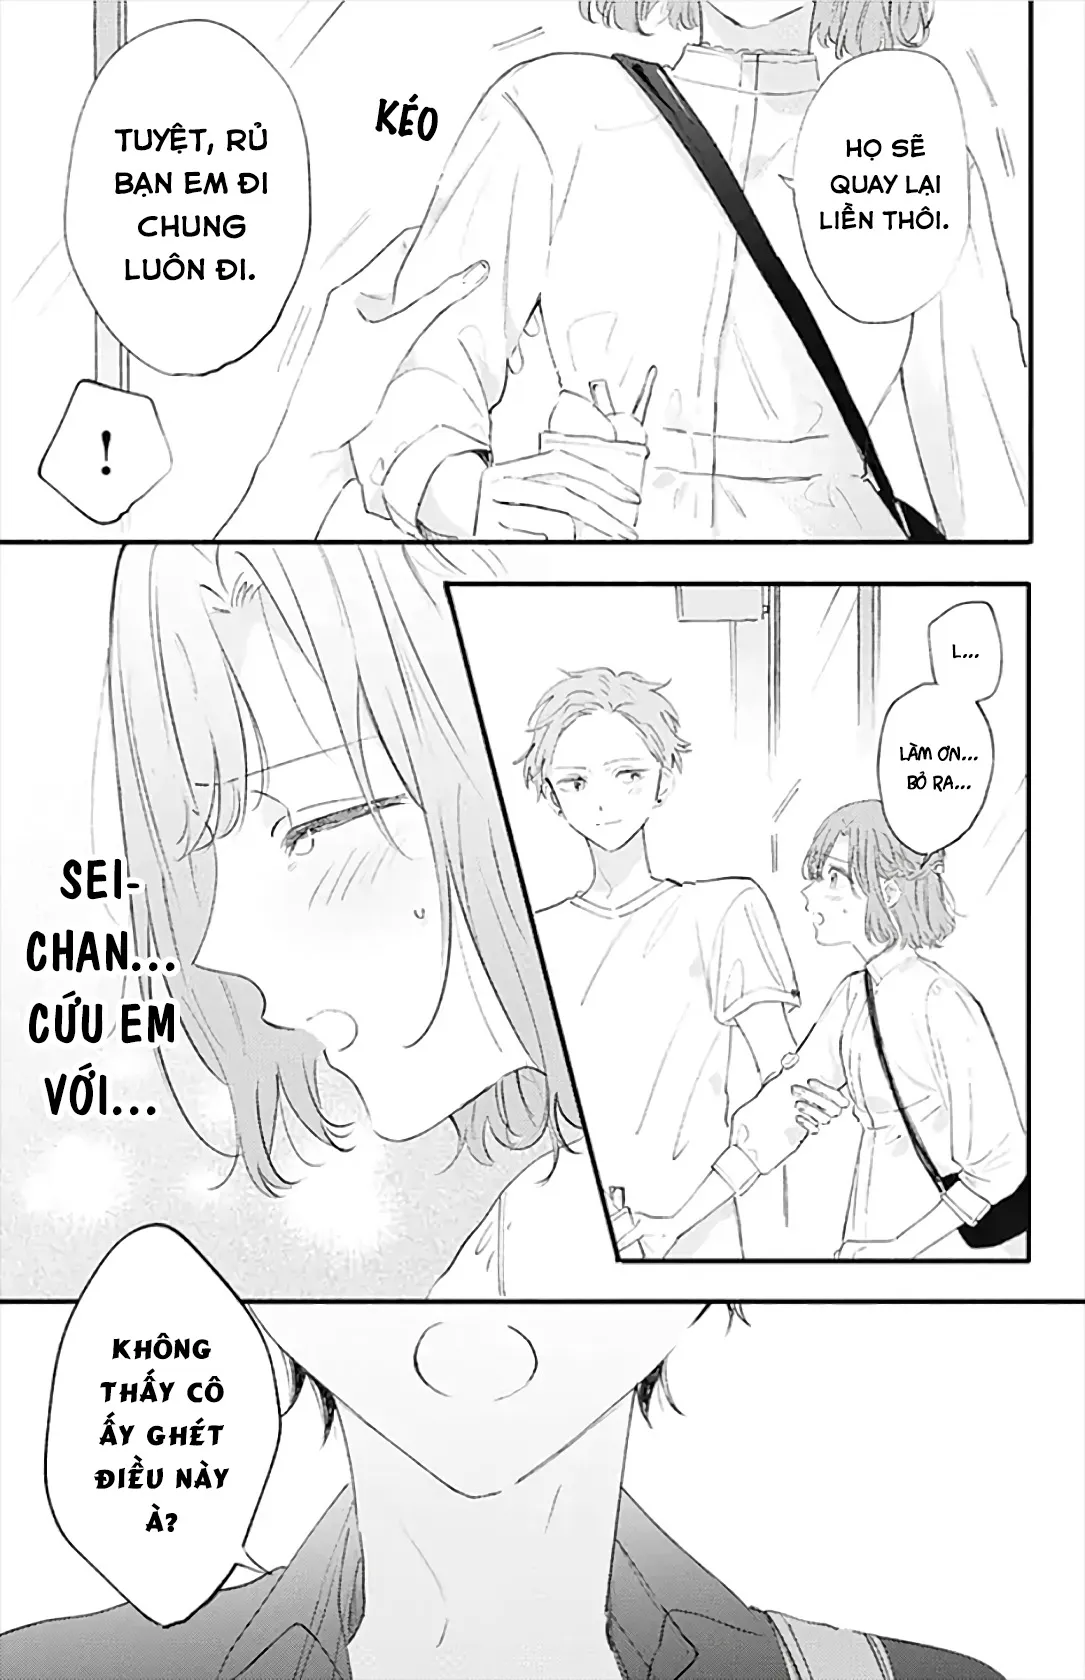 HỌ SẼ
QUAY LẠI
LIỀN THÔI.
KÉO
TUYỆT, RỦ
BẠN EM ĐI
CHUNG
LUÔN ĐI.
!
L...
LÀM ƠN...
BỎ RA...
SEI-
CHAN...
CỨU EM
VỚI...
KHÔNG
THẤY CÔ
ẤY GHÉT
ĐIỀU NÀY
À?